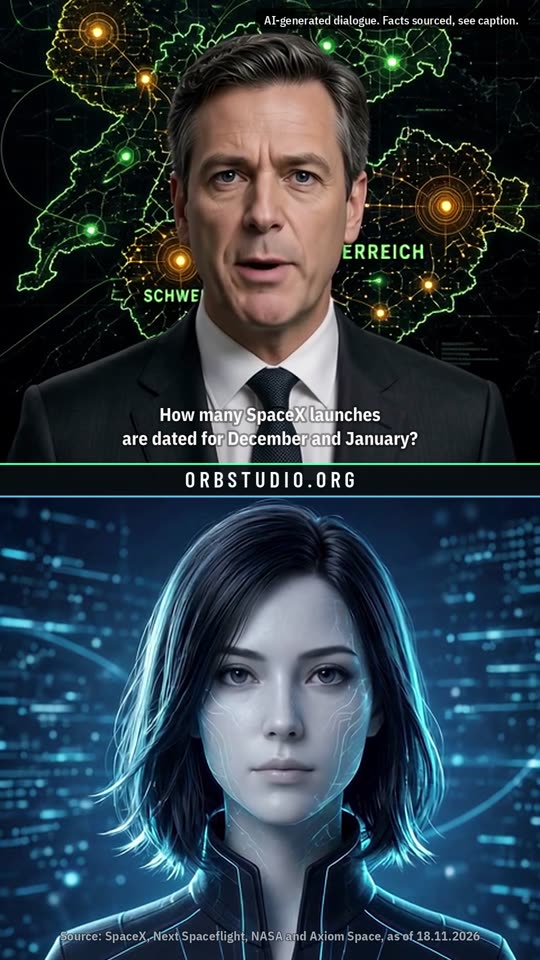 AI-generated dialogue. Facts sourced, see caption.
ERREICH
SCHWE
How many SpaceX launches
are dated for December and January?
ORBSTUDIO.ORG
Source: SpaceX, Next Spaceflight, NASA and Axiom Space, as of 18.11.2026